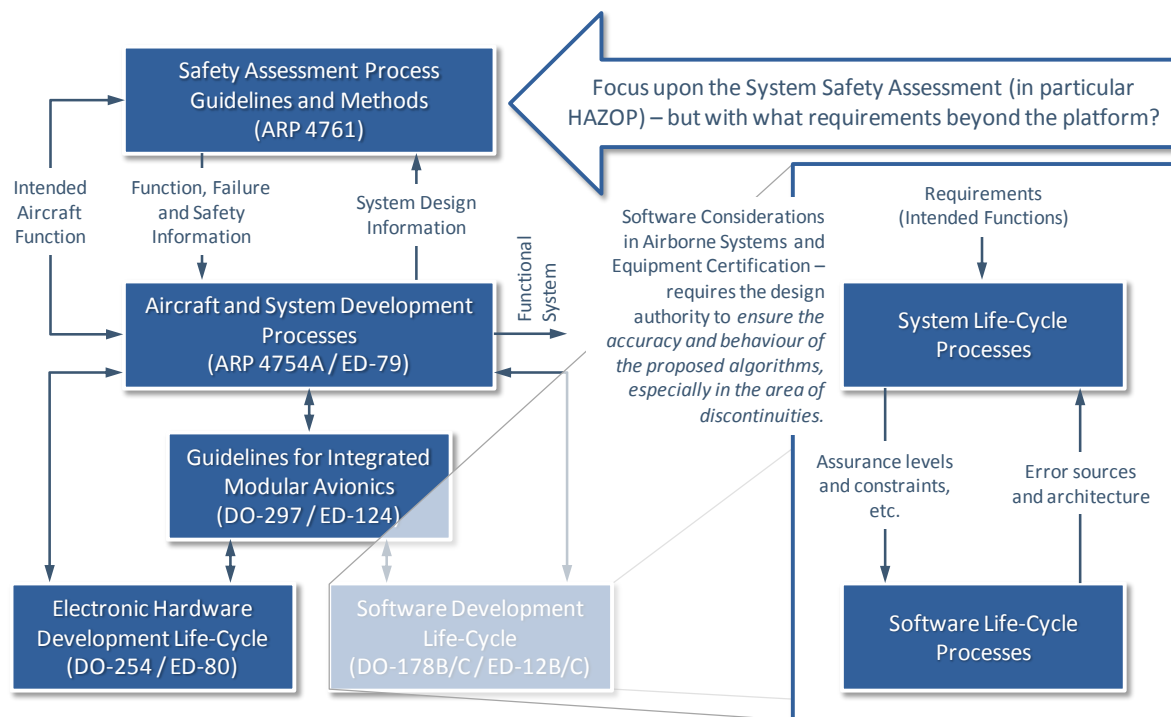 Safety Assessment Process
Guidelines and Methods
(ARP 4761)
Focus upon the System Safety Assessment (in particular
HAZOP) – but with what requirements beyond the platform?
Intended
Aircraft
Function
Function, Failure
and Safety
Information
System Design
Information
Functional
System
Aircraft and System Development
Processes
(ARP 4754A / ED-79)
Guidelines for Integrated
Modular Avionics
(DO-297 / ED-124)
Electronic Hardware
Development Life-Cycle
(DO-254 / ED-80)
Software Development
Life-Cycle
(DO-178B/C / ED-12B/C)
Software Considerations
in Airborne Systems and
Equipment Certification –
requires the design
authority to ensure the
accuracy and behaviour of
the proposed algorithms,
especially in the area of
discontinuities.
Requirements
(Intended Functions)
System Life-Cycle
Processes
Assurance levels
and constraints,
etc.
Error sources
and architecture
Software Life-Cycle
Processes